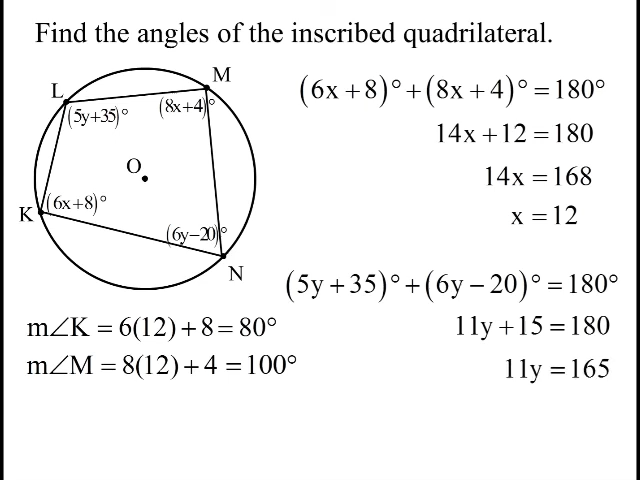 Find the angles of the inscribed quadrilateral.
L
M
(5y+35)°
(8x+4)°
O
K
(6x+8)°
(6y−20)°
N
(6x+8)°+(8x+4)°=180°
14x+12=180
14x=168
x=12
(5y+35)°+(6y−20)°=180°
11y+15=180
11y=165
m∠K=6(12)+8=80°
m∠M=8(12)+4=100°